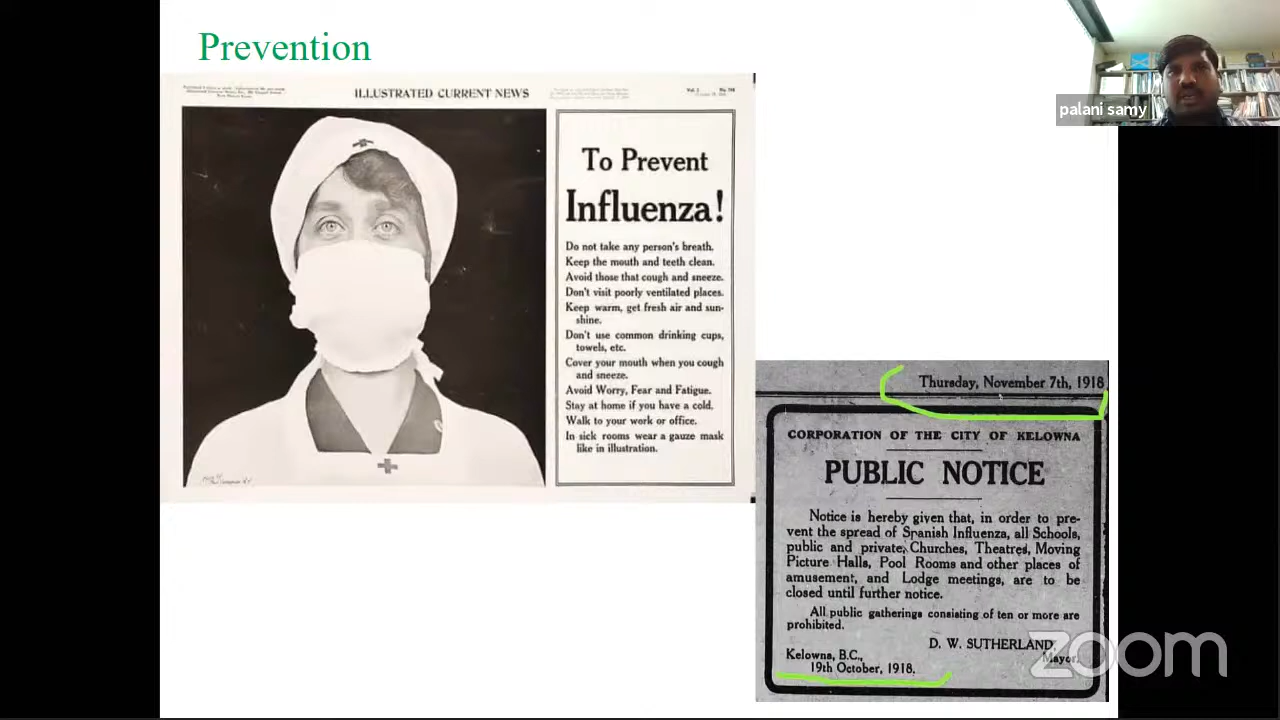 Prevention
ILLUSTRATED CURRENT NEWS
To Prevent
Influenza!
Do not take any person's breath.
Keep the mouth and teeth clean.
Avoid those that cough and sneeze.
Don't visit poorly ventilated places.
Keep warm, get fresh air and sun-
shine.
Don't use common drinking cups,
towels, etc.
Cover your mouth when you cough
and sneeze.
Avoid Worry, Fear and Fatigue.
Stay at home if you have a cold.
Walk to your work or office.
In sick rooms wear a gauze mask
like in illustration.
palani samy
Thursday, November 7th, 1918
CORPORATION OF THE CITY OF KELOWNA
PUBLIC NOTICE
Notice is hereby given that, in order to pre-
vent the spread of Spanish Influenza, all Schools,
public and private, Churches, Theatres, Moving
Picture Halls, Pool Rooms and other places of
amusement, and Lodge meetings, are to be
closed until further notice.
All public gatherings consisting of ten or more are
prohibited.
D. W. SUTHERLAND,
Mayor.
Kelowna, B.C.,
19th October, 1918.
zoom